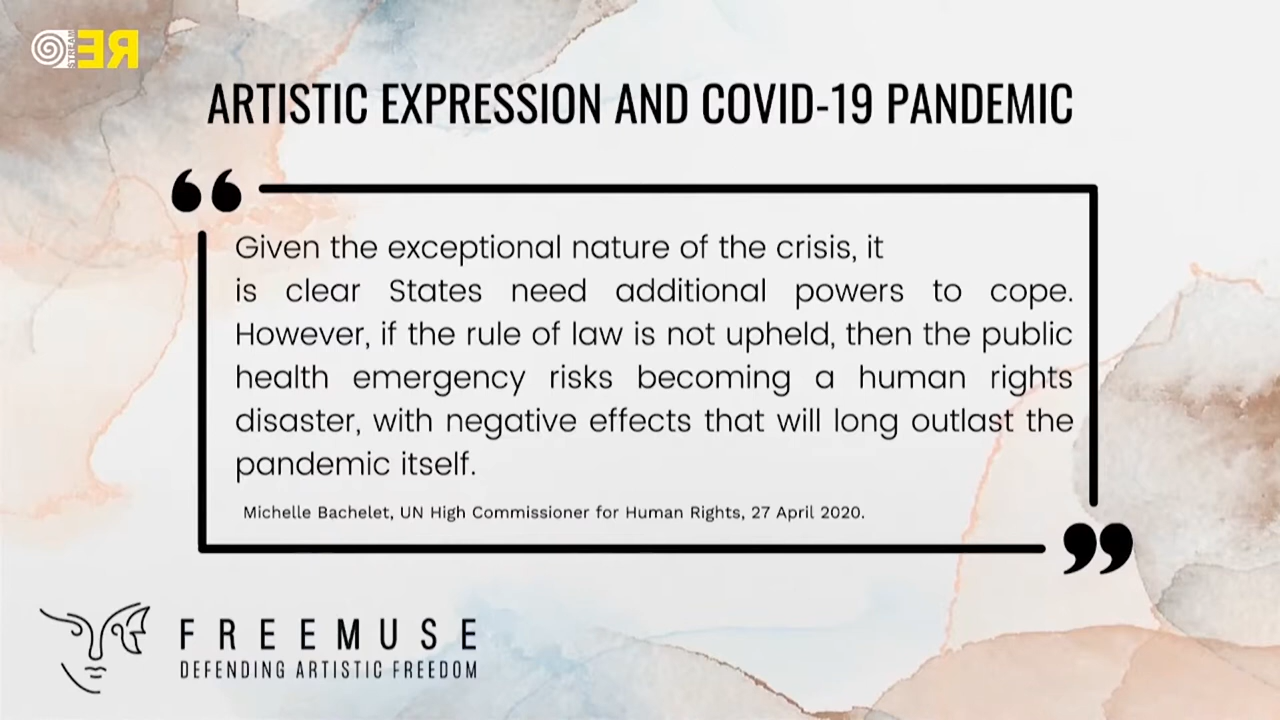 STREAM
ЭЯ
ARTISTIC EXPRESSION AND COVID-19 PANDEMIC
“
Given the exceptional nature of the crisis, it
is clear States need additional powers to cope.
However, if the rule of law is not upheld, then the public
health emergency risks becoming a human rights
disaster, with negative effects that will long outlast the
pandemic itself.
Michelle Bachelet, UN High Commissioner for Human Rights, 27 April 2020.
”
FREEMUSE
DEFENDING ARTISTIC FREEDOM